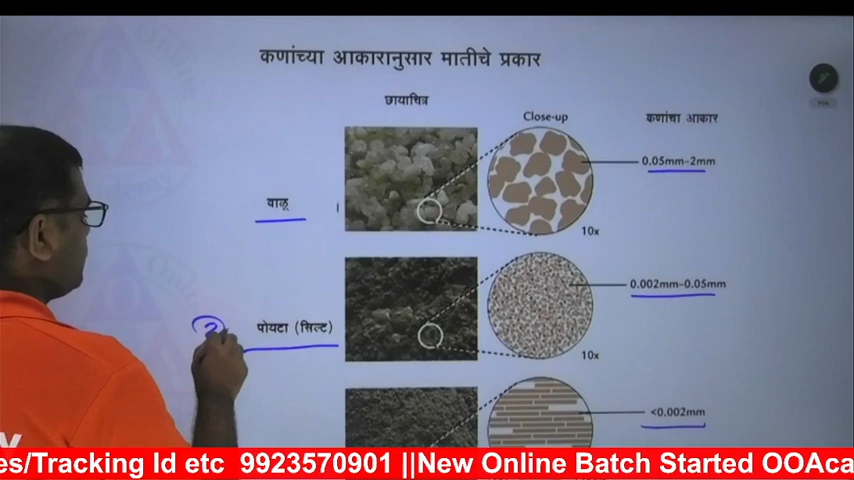 कणांच्या आकारानुसार मातीचे प्रकार
छायाचित्र
Close-up
कणांचा आकार
0.05mm-2mm
वाळू
10x
0.002mm-0.05mm
पोयटा (सिल्ट)
10x
<0.002mm
es/Tracking Id etc 9923570901 ||New Online Batch Started OOAca